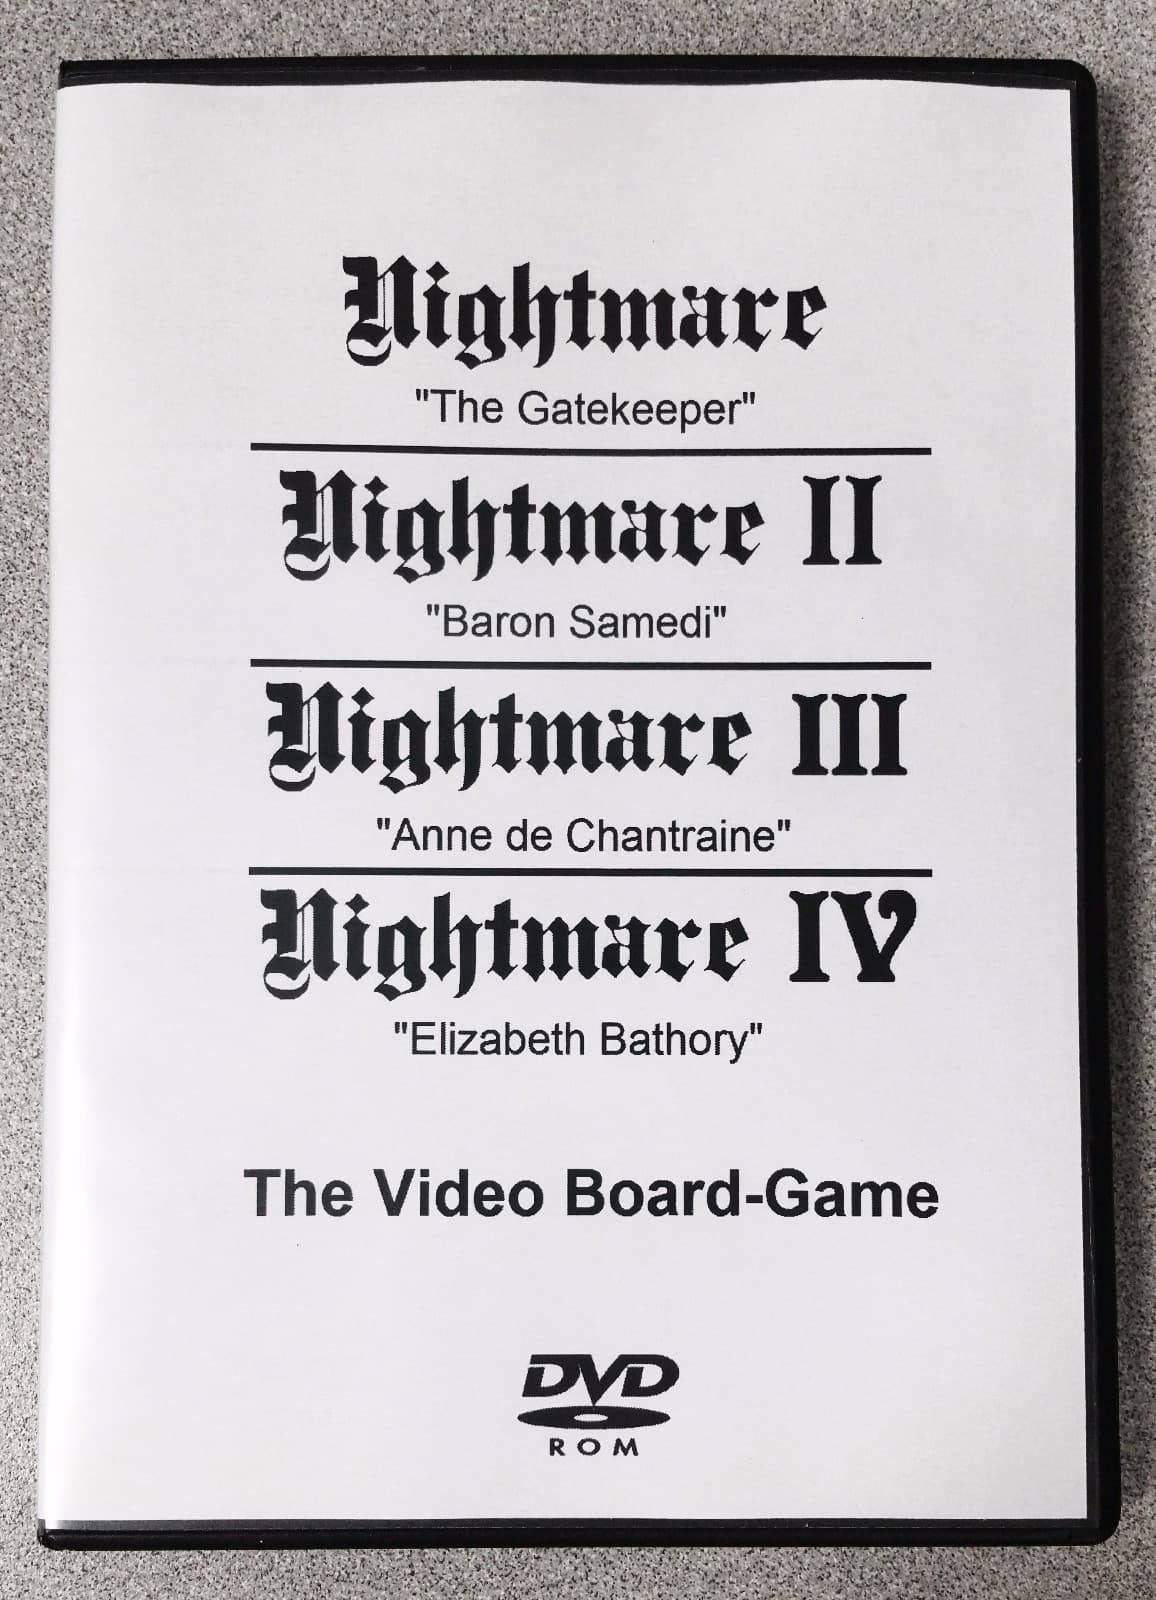 Nightmare
"The Gatekeeper"
Nightmare II
"Baron Samedi"
Nightmare III
"Anne de Chantraine"
Nightmare IV
"Elizabeth Bathory"
The Video Board-Game
DVD
ROM